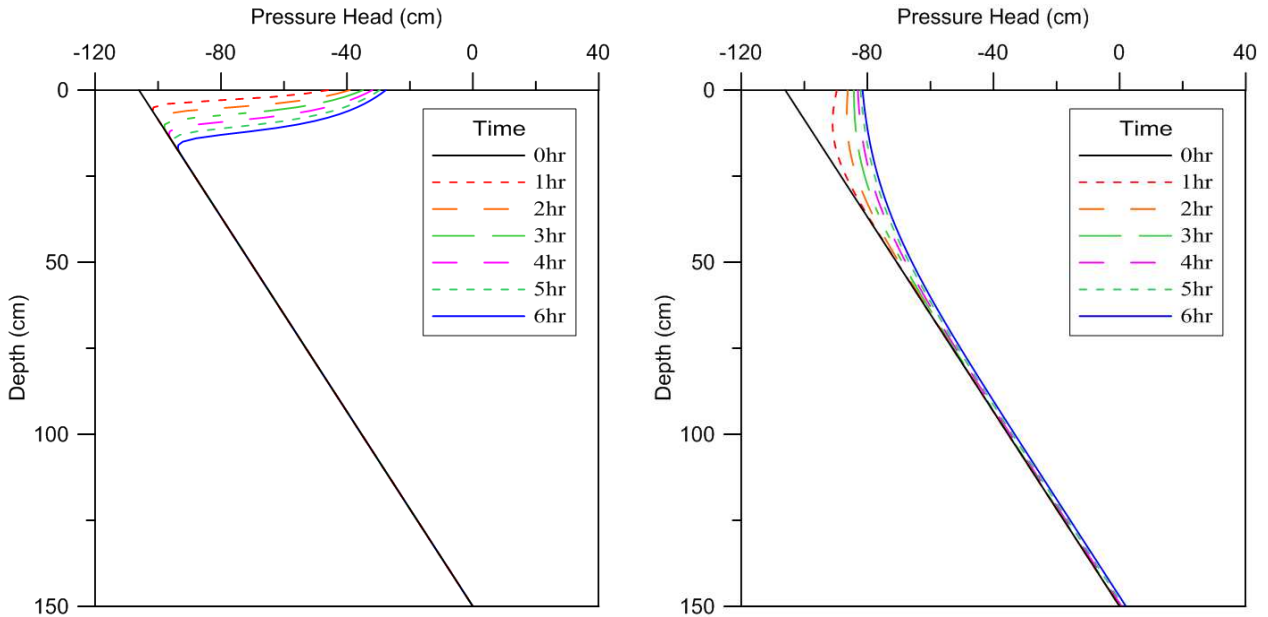 Pressure Head (cm)
-120 -80 -40 0 40
0
50
100
150
Depth (cm)
Time
0hr
1hr
2hr
3hr
4hr
5hr
6hr
Pressure Head (cm)
-120 -80 -40 0 40
0
50
100
150
Depth (cm)
Time
0hr
1hr
2hr
3hr
4hr
5hr
6hr